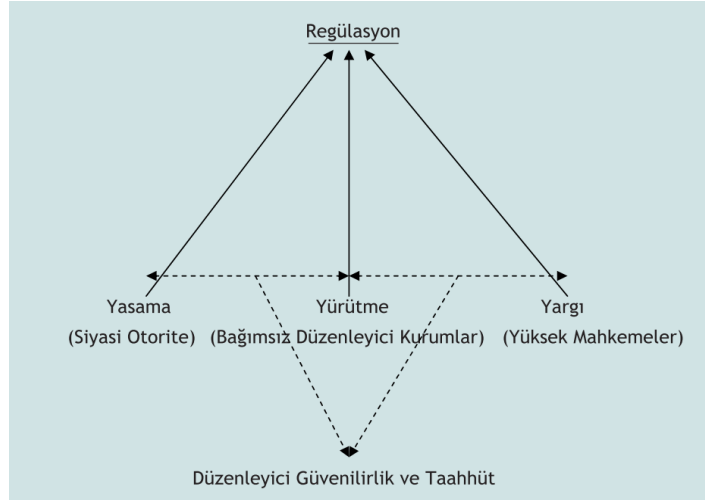 Regülasyon
Yasama Yürütme Yargı
(Siyasi Otorite) (Bağımsız Düzenleyici Kurumlar) (Yüksek Mahkemeler)
Düzenleyici Güvenilirlik ve Taahhüt